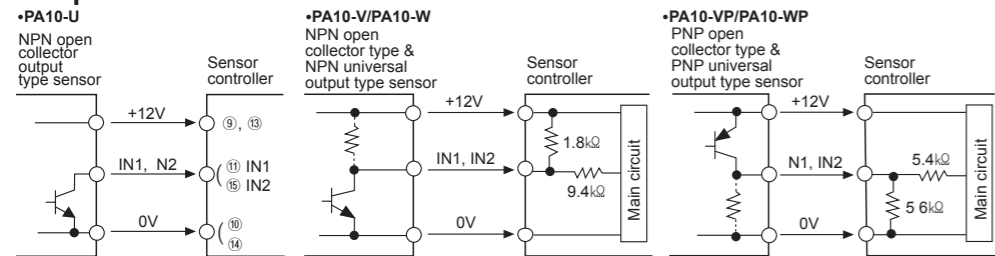 •PA10-U
NPN open
collector
output
type sensor
Sensor
controller
+12V
⑨, ⑬
IN1, N2
⑪ IN1
⑮ IN2
0V
⑩
⑭
•PA10-V/PA10-W
NPN open
collector type &
NPN universal
output type sensor
Sensor
controller
+12V
1.8kΩ
IN1, IN2
9.4kΩ
0V
Main circuit
•PA10-VP/PA10-WP
PNP open
collector type &
PNP universal
output type sensor
Sensor
controller
+12V
N1, IN2
5.4kΩ
5 6kΩ
0V
Main circuit